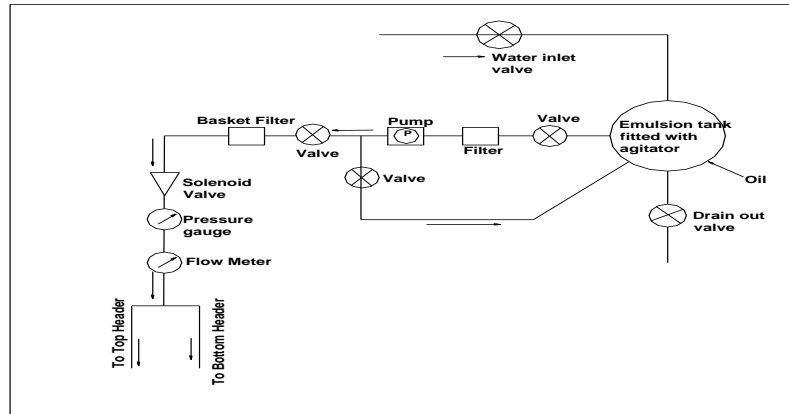 Water inlet
valve
Basket Filter
Pump
P
Valve
Valve
Filter
Emulsion tank
fitted with
agitator
Solenoid
Valve
Valve
Oil
Pressure
gauge
Drain out
valve
Flow Meter
To Top Header
To Bottom Header